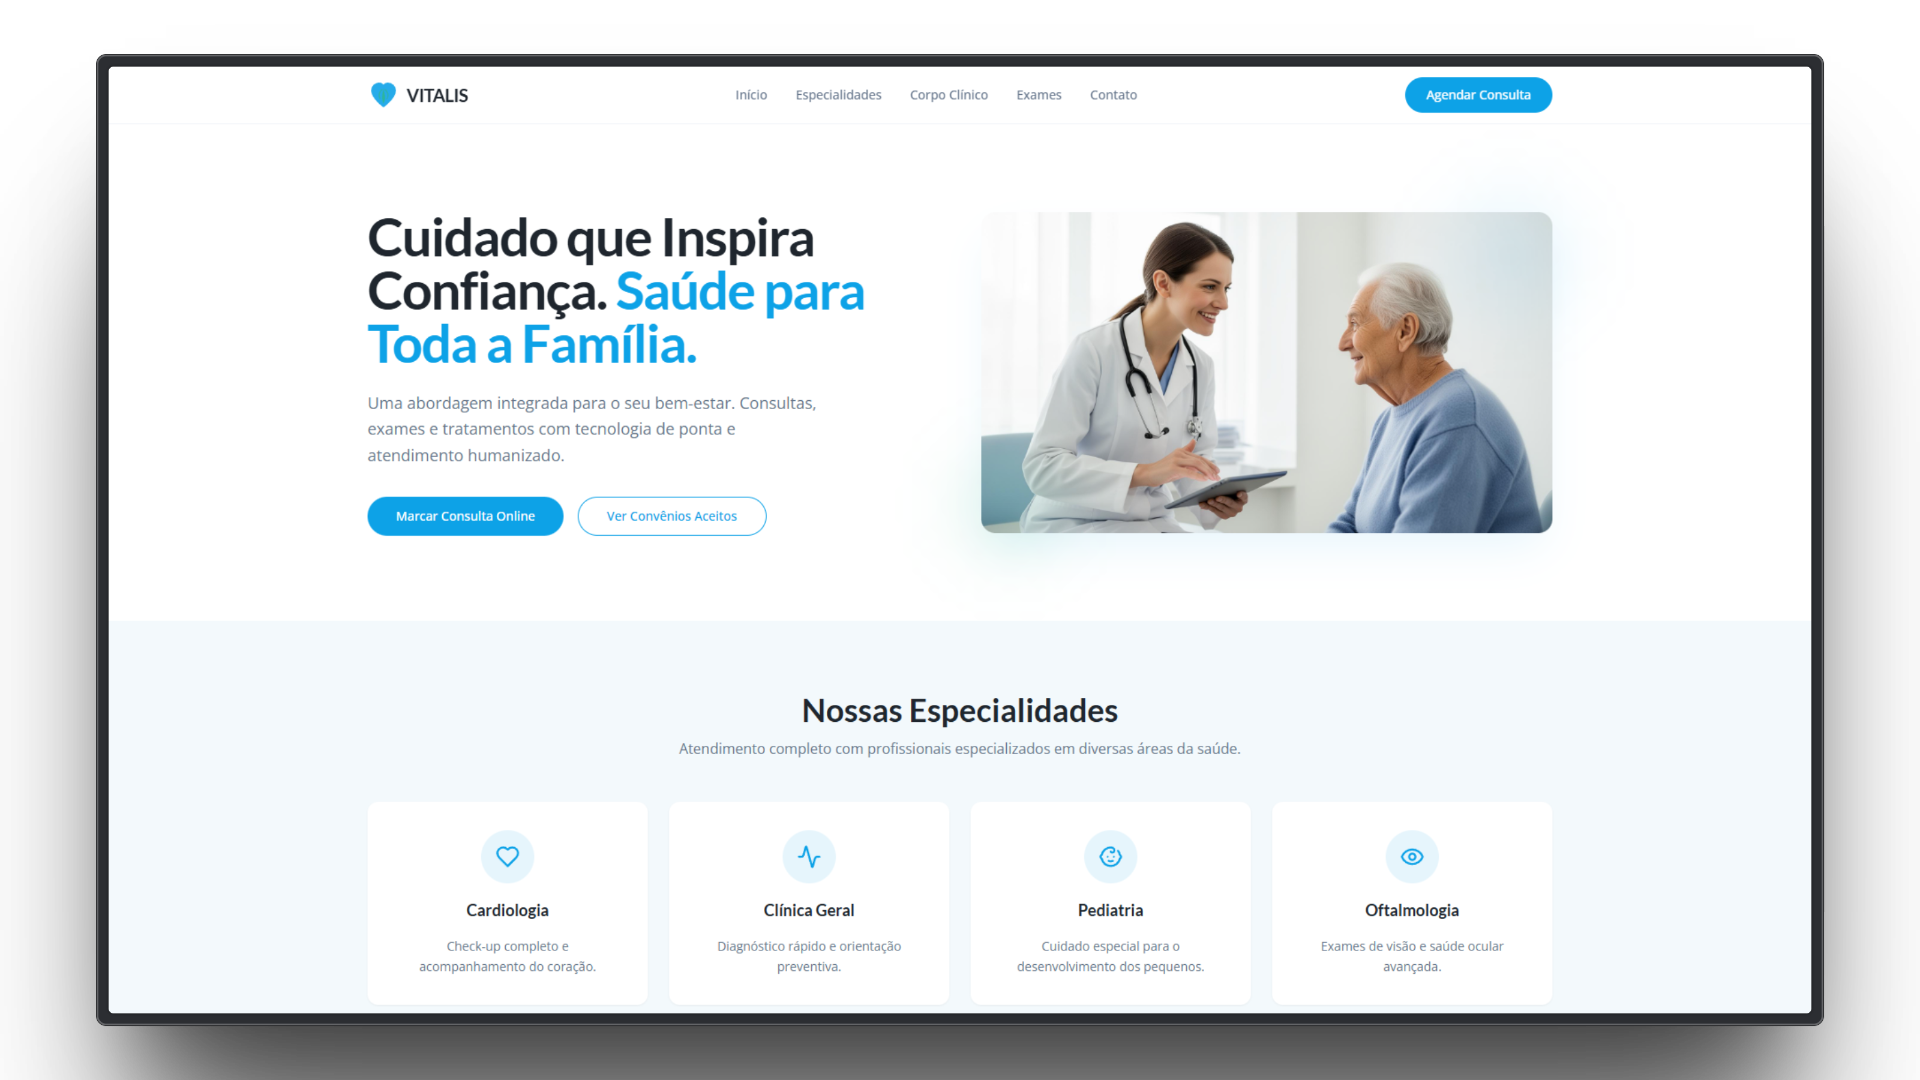 VITALIS
Início
Especialidades
Corpo Clínico
Exames
Contato
Agendar Consulta
Cuidado que Inspira
Confiança. Saúde para
Toda a Família.
Uma abordagem integrada para o seu bem-estar. Consultas,
exames e tratamentos com tecnologia de ponta e
atendimento humanizado.
Marcar Consulta Online
Ver Convênios Aceitos
Nossas Especialidades
Atendimento completo com profissionais especializados em diversas áreas da saúde.
Cardiologia
Check-up completo e
acompanhamento do coração.
Clínica Geral
Diagnóstico rápido e orientação
preventiva.
Pediatria
Cuidado especial para o
desenvolvimento dos pequenos.
Oftalmologia
Exames de visão e saúde ocular
avançada.